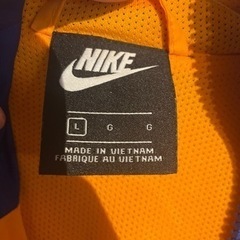 NIKE
L G G
MADE IN VIETNAM
FABRIQUE AU VIETNAM